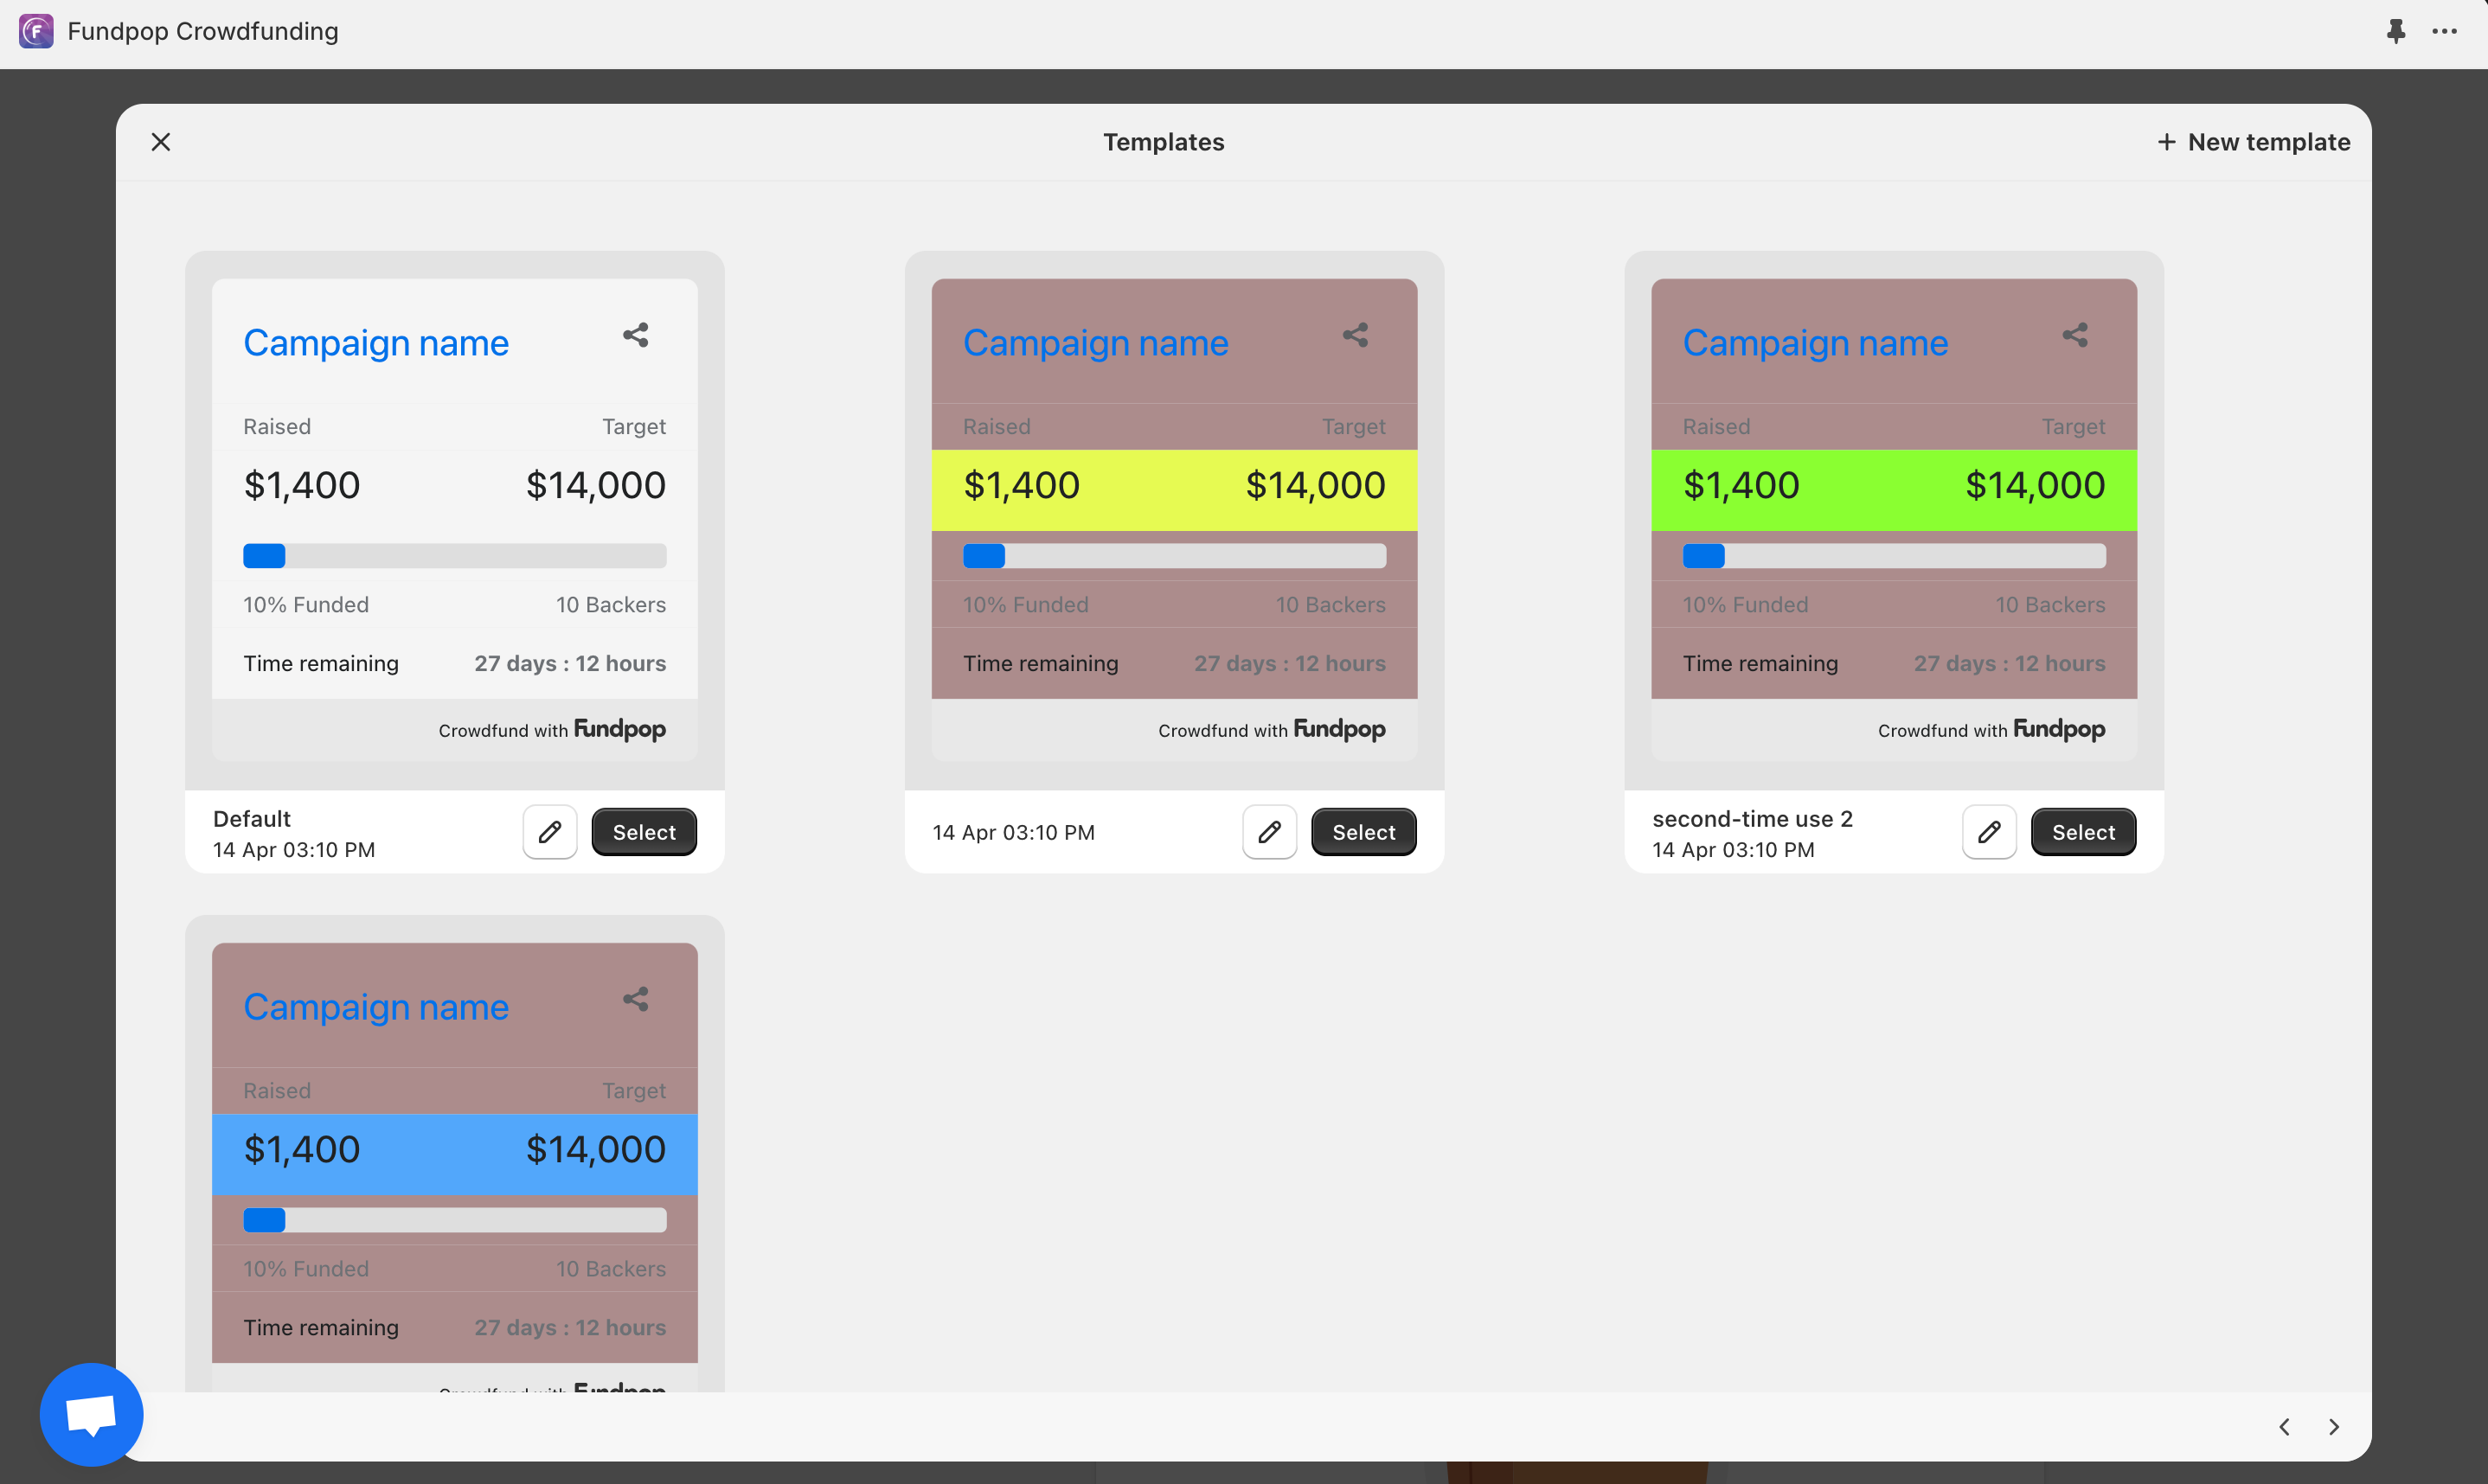 Fundpop Crowdfunding
Templates
+ New template
Campaign name
Raised Target
$1,400 $14,000
10% Funded 10 Backers
Time remaining 27 days : 12 hours
Crowdfund with Fundpop
Default
14 Apr 03:10 PM
Select
Campaign name
Raised Target
$1,400 $14,000
10% Funded 10 Backers
Time remaining 27 days : 12 hours
Crowdfund with Fundpop
14 Apr 03:10 PM
Select
Campaign name
Raised Target
$1,400 $14,000
10% Funded 10 Backers
Time remaining 27 days : 12 hours
Crowdfund with Fundpop
second-time use 2
14 Apr 03:10 PM
Select
Campaign name
Raised Target
$1,400 $14,000
10% Funded 10 Backers
Time remaining 27 days : 12 hours
Crowdfund with Fundpop